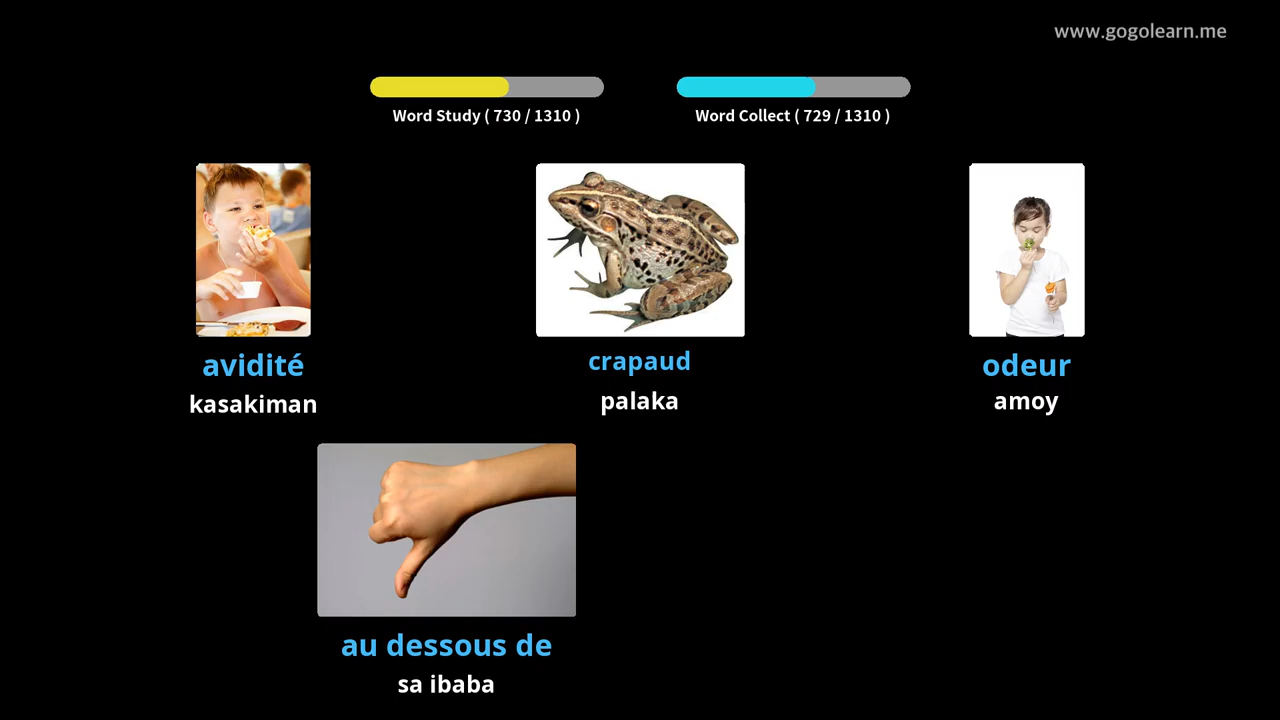 www.gogolearn.me
Word Study ( 730 / 1310 )
Word Collect ( 729 / 1310 )
avidité
kasakiman
crapaud
palaka
odeur
amoy
au dessous de
sa ibaba